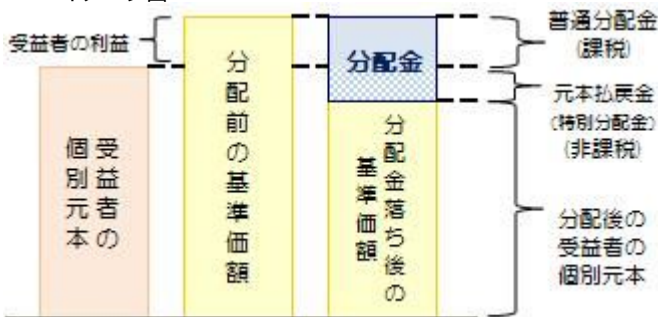 受益者の利益
受益者の
個別元本
分配前の基準価額
分配金
分配金落ち後の
基準価額
普通分配金
(課税)
元本払戻金
(特別分配金)
(非課税)
分配後の
受益者の
個別元本